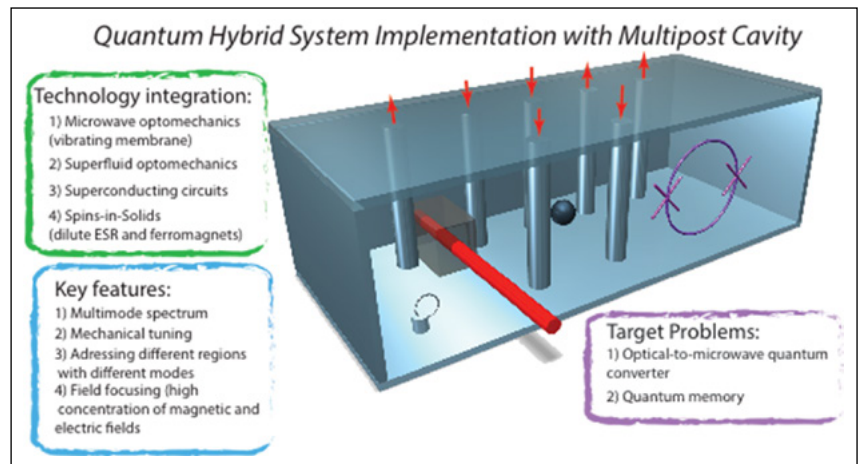 Quantum Hybrid System Implementation with Multipost Cavity
Technology integration:
1) Microwave optomechanics
(vibrating membrane)
2) Superfluid optomechanics
3) Superconducting circuits
4) Spins-in-Solids
(dilute ESR and ferromagnets)
Key features:
1) Multimode spectrum
2) Mechanical tuning
3) Adressing different regions
with different modes
4) Field focusing (high
concentration of magnetic and
electric fields
Target Problems:
1) Optical-to-microwave quantum
converter
2) Quantum memory